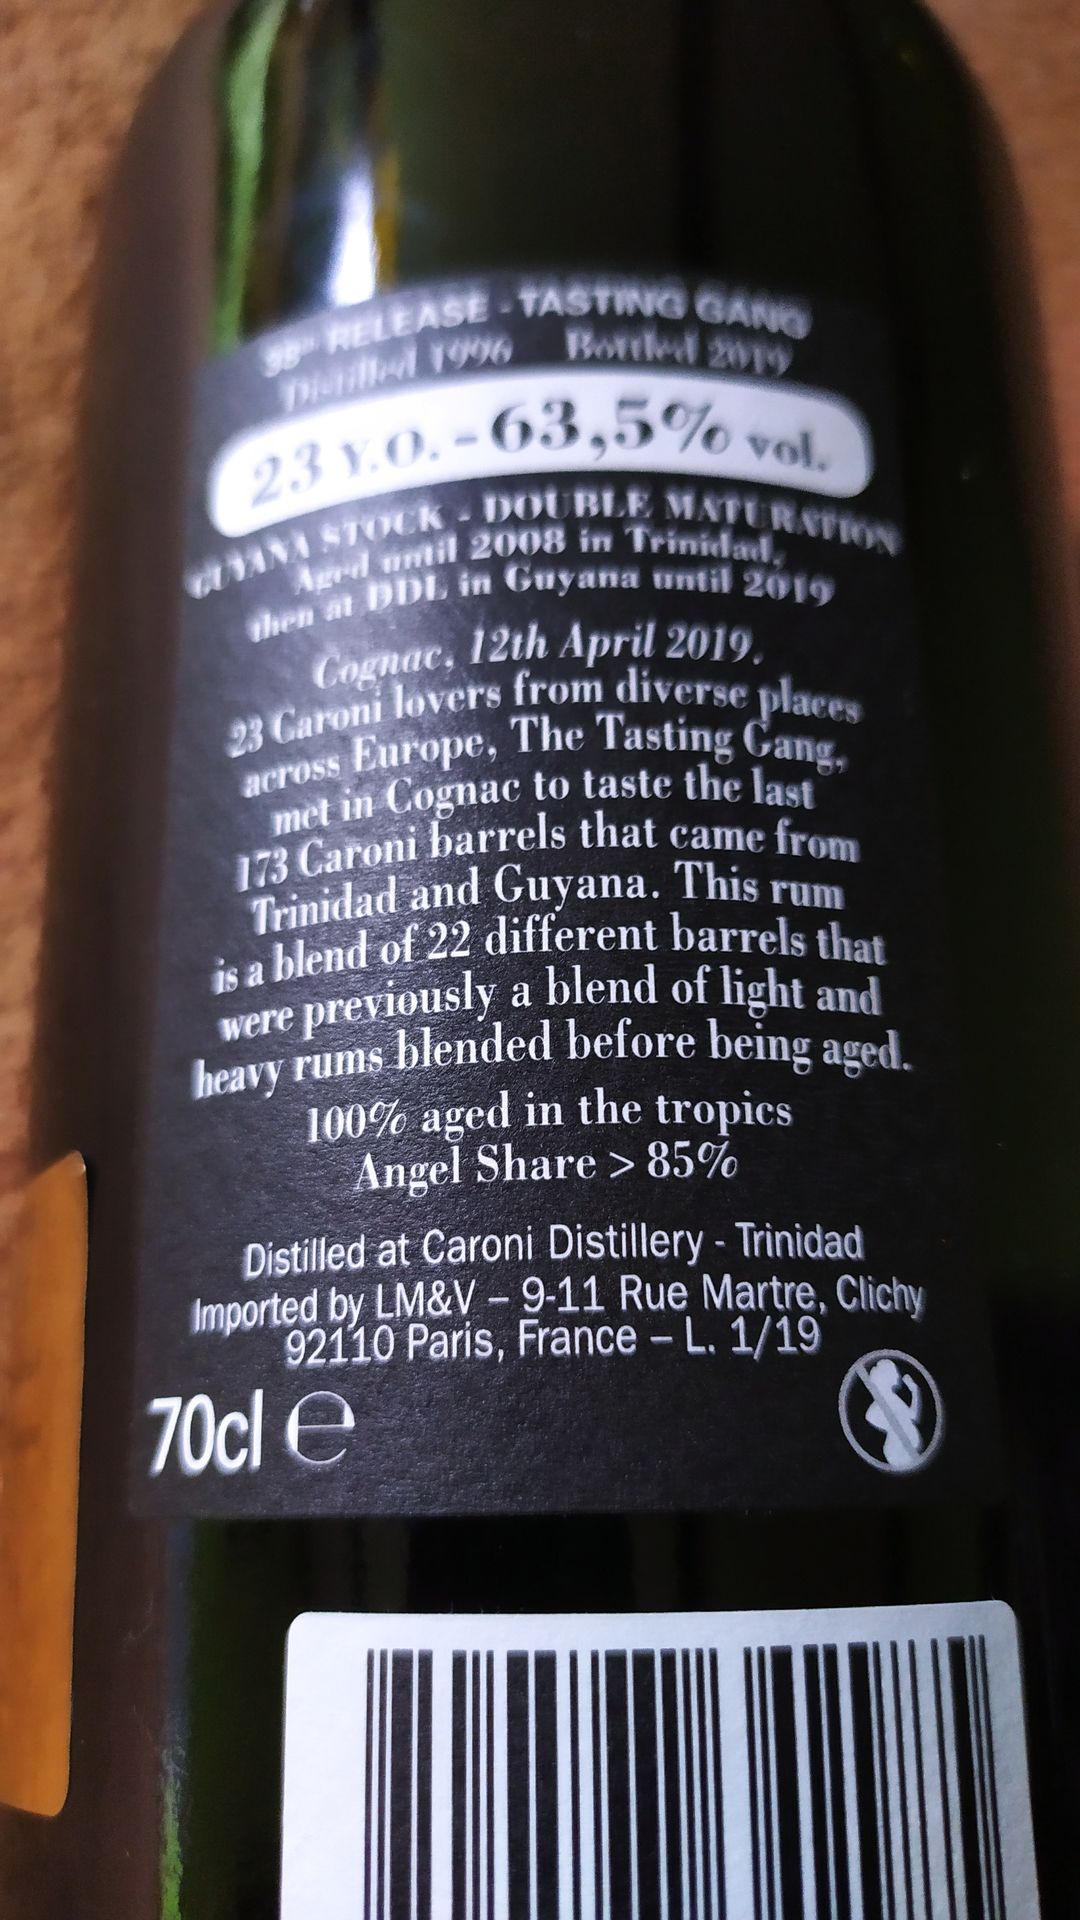 38th RELEASE - TASTING GANG
Distilled 1996 Bottled 2019
23 Y.O. - 63,5% vol.
GUYANA STOCK - DOUBLE MATURATION
Aged until 2008 in Trinidad,
then at DDL in Guyana until 2019
Cognac, 12th April 2019.
23 Caroni lovers from diverse places
across Europe, The Tasting Gang,
met in Cognac to taste the last
173 Caroni barrels that came from
Trinidad and Guyana. This rum
is a blend of 22 different barrels that
were previously a blend of light and
heavy rums blended before being aged.
100% aged in the tropics
Angel Share > 85%
Distilled at Caroni Distillery - Trinidad
Imported by LM&V – 9-11 Rue Martre, Clichy
92110 Paris, France – L. 1/19
70cl ℮